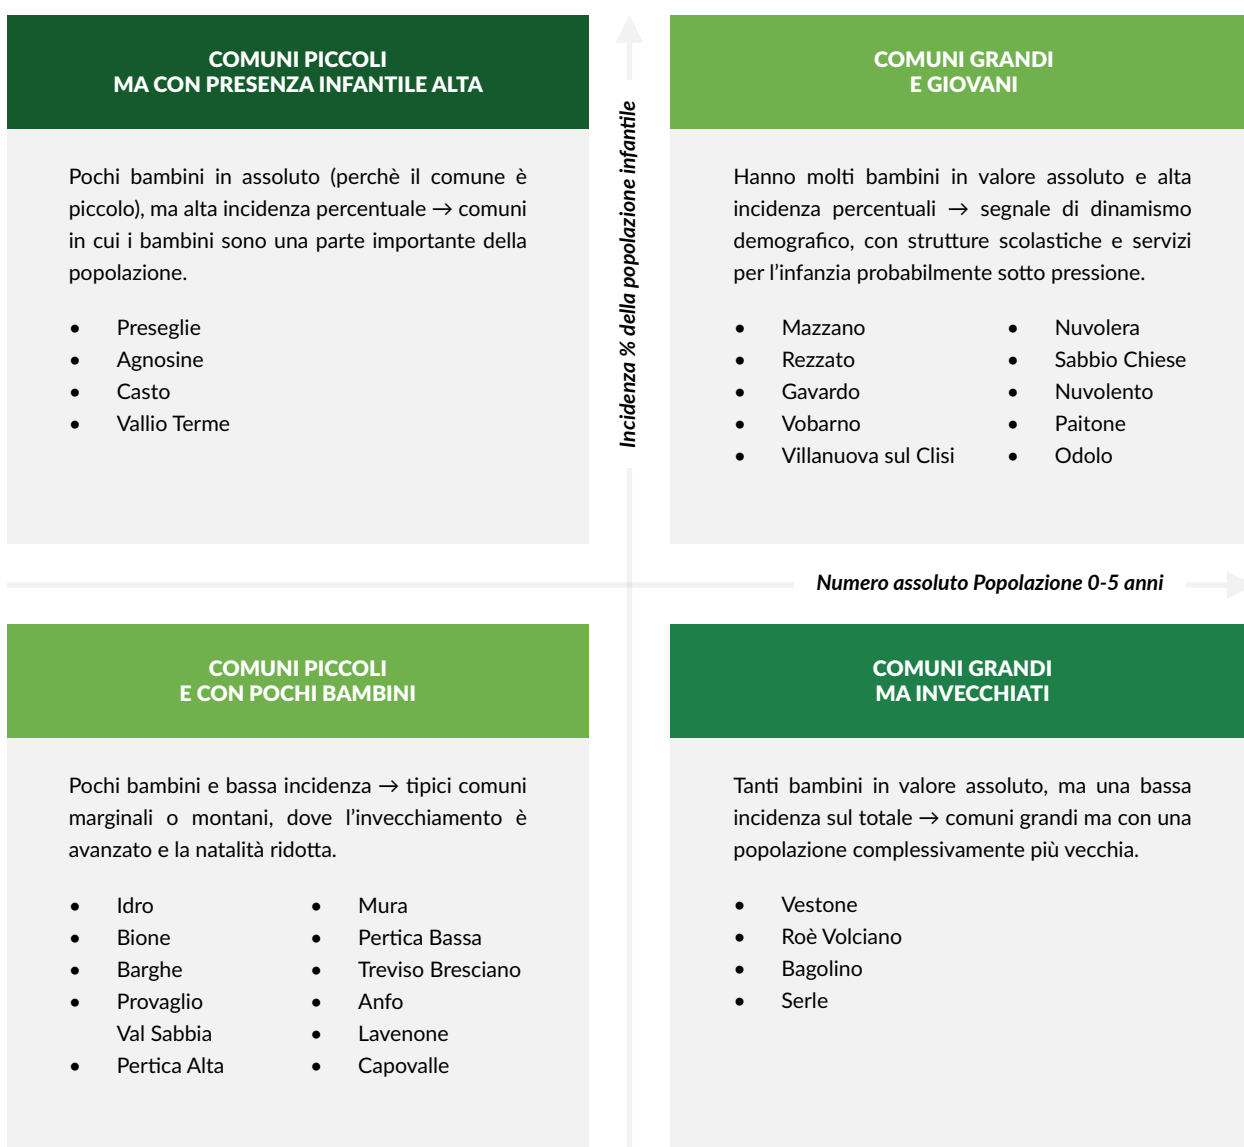 COMUNI PICCOLI
MA CON PRESENZA INFANTILE ALTA
Pochi bambini in assoluto (perchè il comune è
piccolo), ma alta incidenza percentuale → comuni
in cui i bambini sono una parte importante della
popolazione.
• Preseglie
• Agnosine
• Casto
• Vallio Terme
Incidenza % della popolazione infantile
COMUNI GRANDI
E GIOVANI
Hanno molti bambini in valore assoluto e alta
incidenza percentuali → segnale di dinamismo
demografico, con strutture scolastiche e servizi
per l'infanzia probabilmente sotto pressione.
• Mazzano
• Rezzato
• Gavardo
• Vobarno
• Villanuova sul Clisi
• Nuvolera
• Sabbio Chiese
• Nuvolento
• Paitone
• Odolo
Numero assoluto Popolazione 0-5 anni
COMUNI PICCOLI
E CON POCHI BAMBINI
Pochi bambini e bassa incidenza → tipici comuni
marginali o montani, dove l'invecchiamento è
avanzato e la natalità ridotta.
• Idro
• Bione
• Barghe
• Provaglio
Val Sabbia
• Pertica Alta
• Mura
• Pertica Bassa
• Treviso Bresciano
• Anfo
• Lavenone
• Capovalle
COMUNI GRANDI
MA INVECCHIATI
Tanti bambini in valore assoluto, ma una bassa
incidenza sul totale → comuni grandi ma con una
popolazione complessivamente più vecchia.
• Vestone
• Roè Volciano
• Bagolino
• Serle